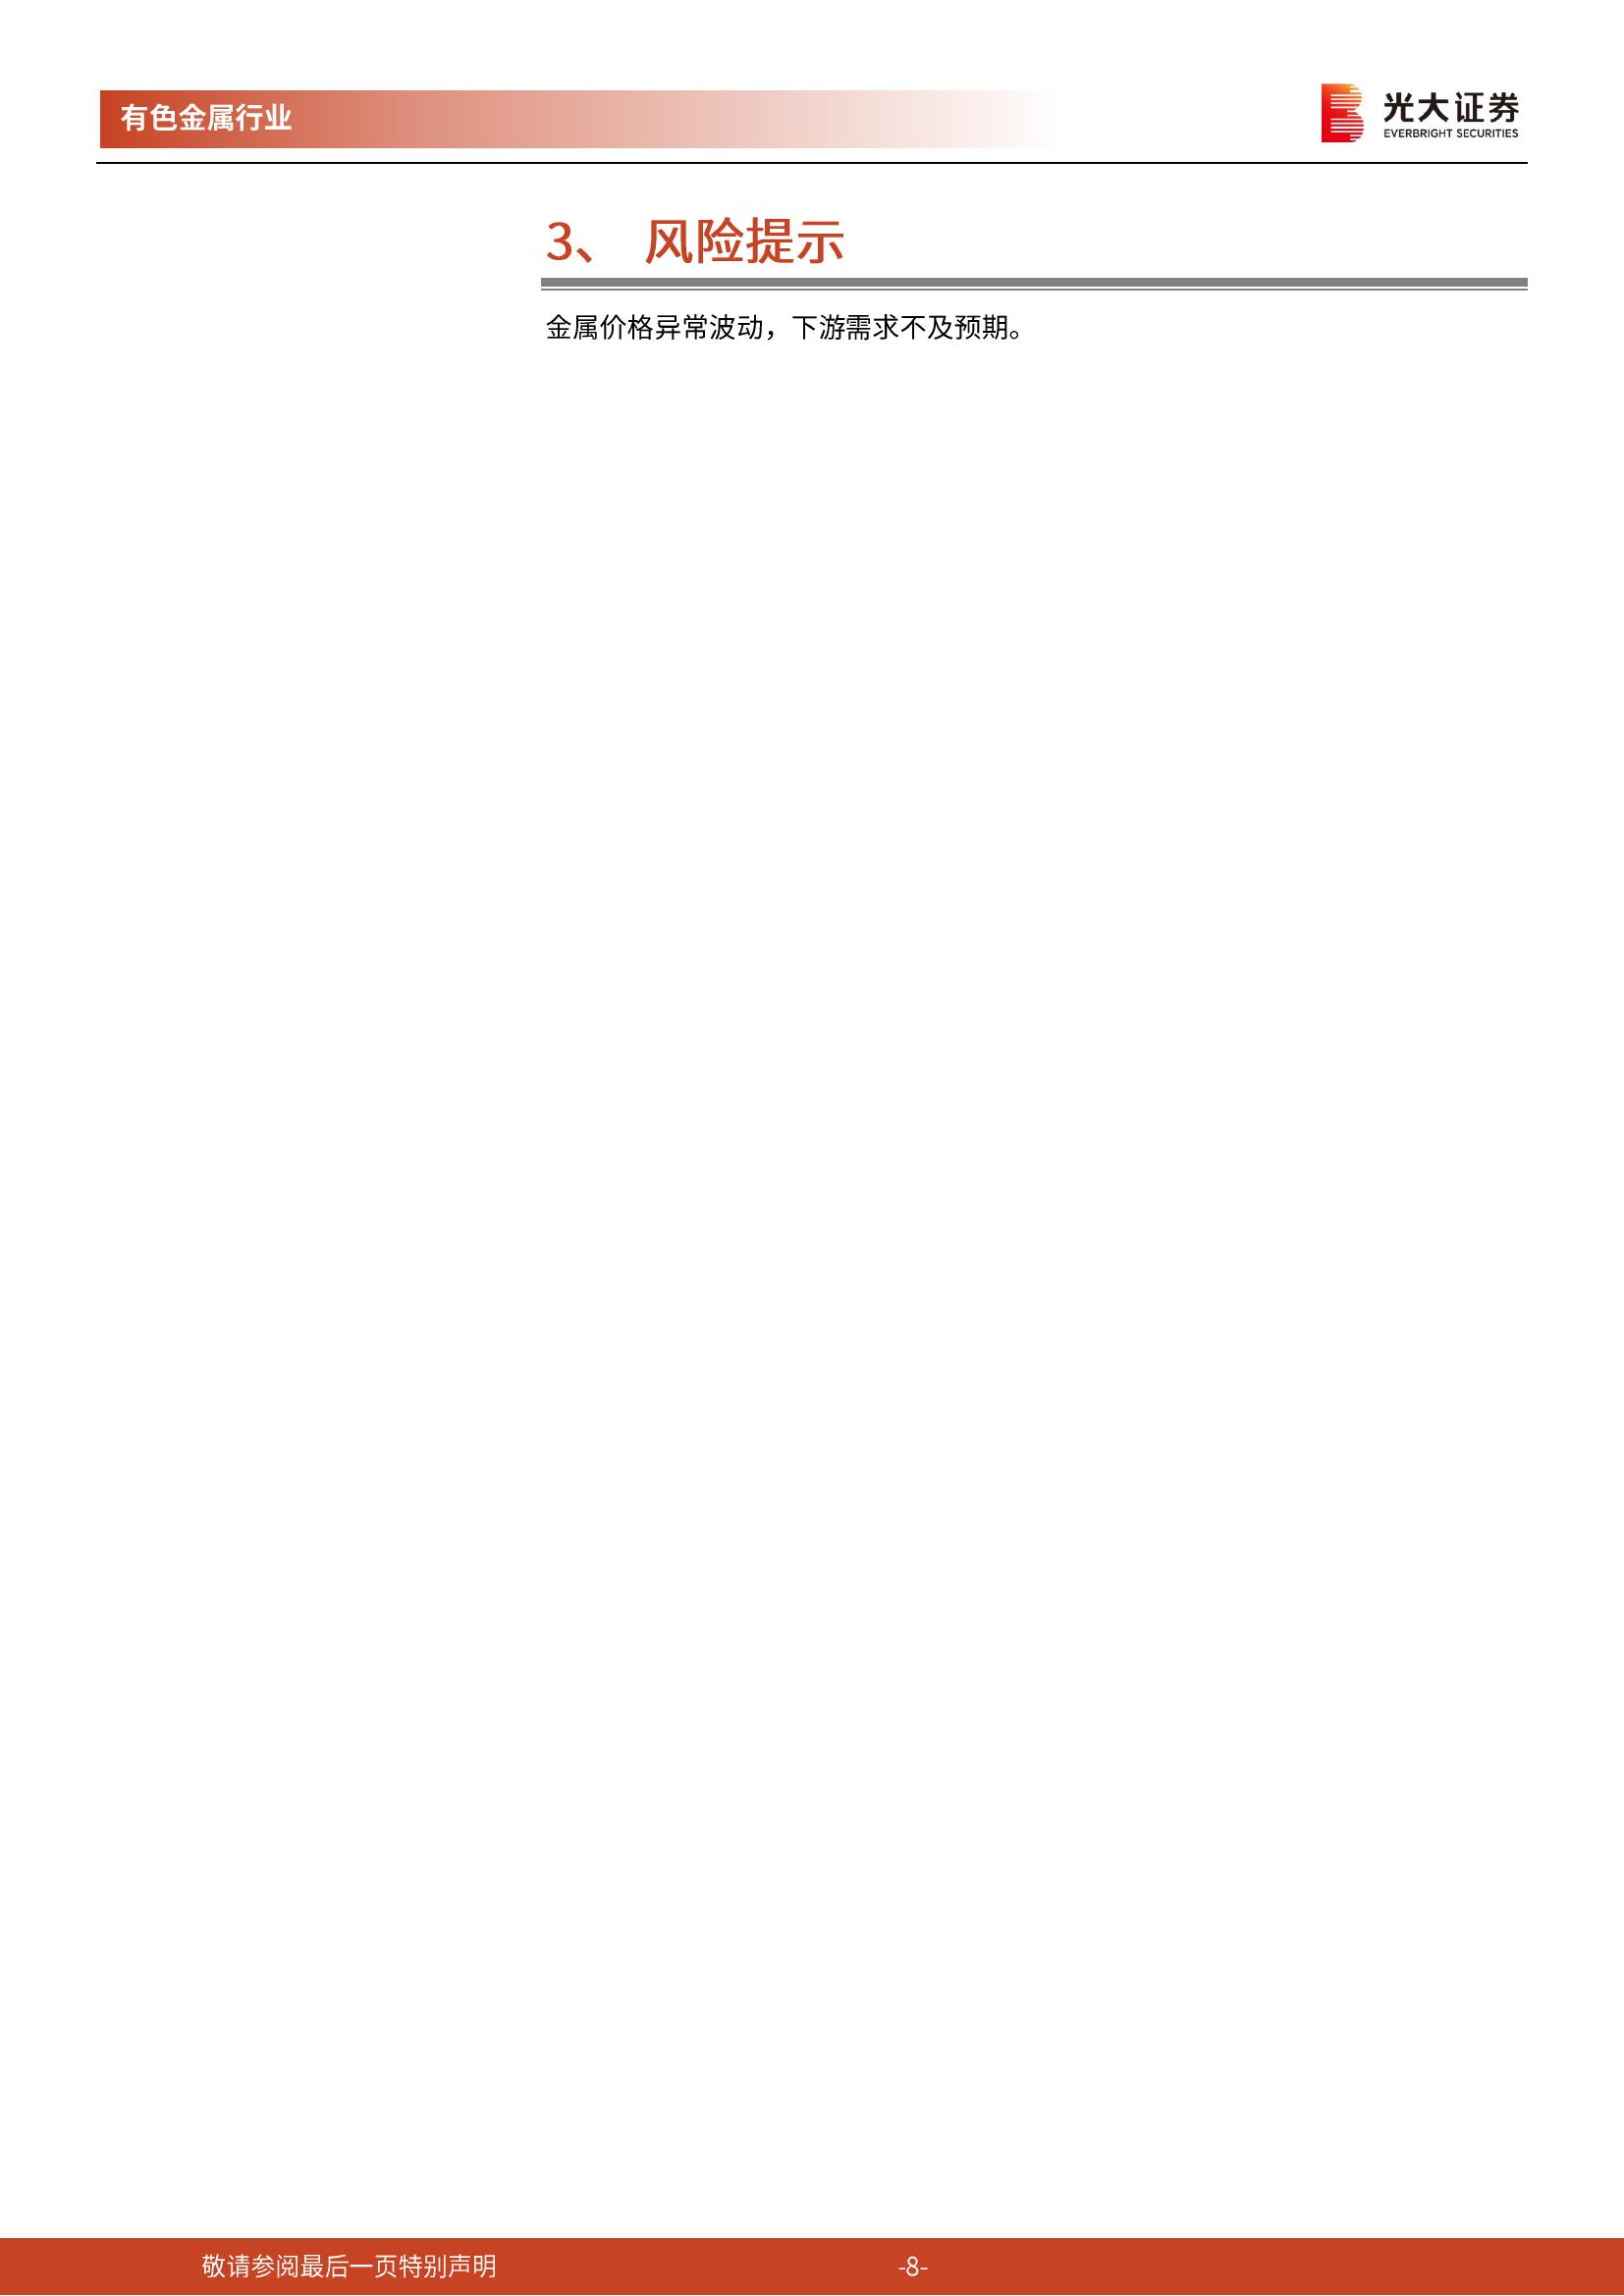 有色金属行业
光大证券
EVERBRIGHT SECURITIES
3、 风险提示
金属价格异常波动，下游需求不及预期。
敬请参阅最后一页特别声明
-8-